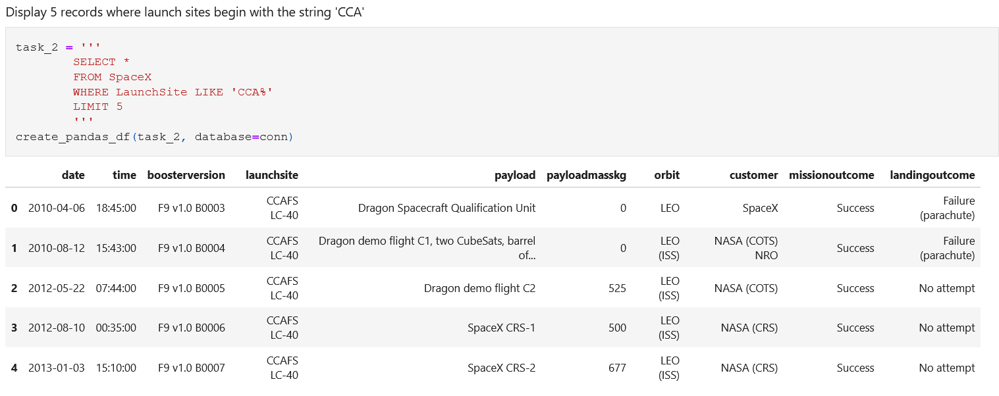 Display 5 records where launch sites begin with the string 'CCA'
task_2 = '''
SELECT *
FROM SpaceX
WHERE LaunchSite LIKE 'CCA%'
LIMIT 5
'''
create_pandas_df(task_2, database=conn)
date time boosterversion launchsite payload payloadmasskg orbit customer missionoutcome landingoutcome
0 2010-04-06 18:45:00 F9 v1.0 B0003 CCAFS LC-40 Dragon Spacecraft Qualification Unit 0 LEO SpaceX Success Failure (parachute)
1 2010-08-12 15:43:00 F9 v1.0 B0004 CCAFS LC-40 Dragon demo flight C1, two CubeSats, barrel of... 0 LEO (ISS) NASA (COTS) NRO Success Failure (parachute)
2 2012-05-22 07:44:00 F9 v1.0 B0005 CCAFS LC-40 Dragon demo flight C2 525 LEO (ISS) NASA (COTS) Success No attempt
3 2012-08-10 00:35:00 F9 v1.0 B0006 CCAFS LC-40 SpaceX CRS-1 500 LEO (ISS) NASA (CRS) Success No attempt
4 2013-01-03 15:10:00 F9 v1.0 B0007 CCAFS LC-40 SpaceX CRS-2 677 LEO (ISS) NASA (CRS) Success No attempt